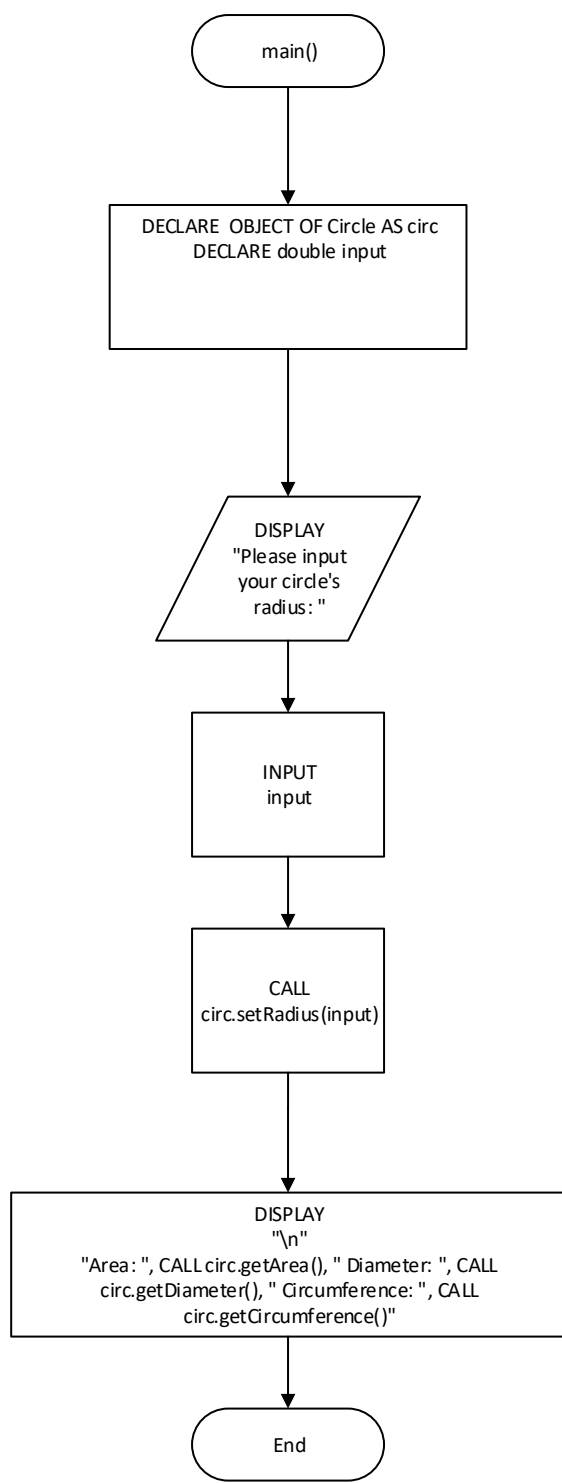 main()
DECLARE  OBJECT OF Circle AS circ
DECLARE double input
DISPLAY
"Please input
your circle's
radius: "
INPUT
input
CALL
circ.setRadius(input)
DISPLAY
"\n"
"Area: ", CALL circ.getArea(), " Diameter: ", CALL
circ.getDiameter(), " Circumference: ", CALL
circ.getCircumference()"
End